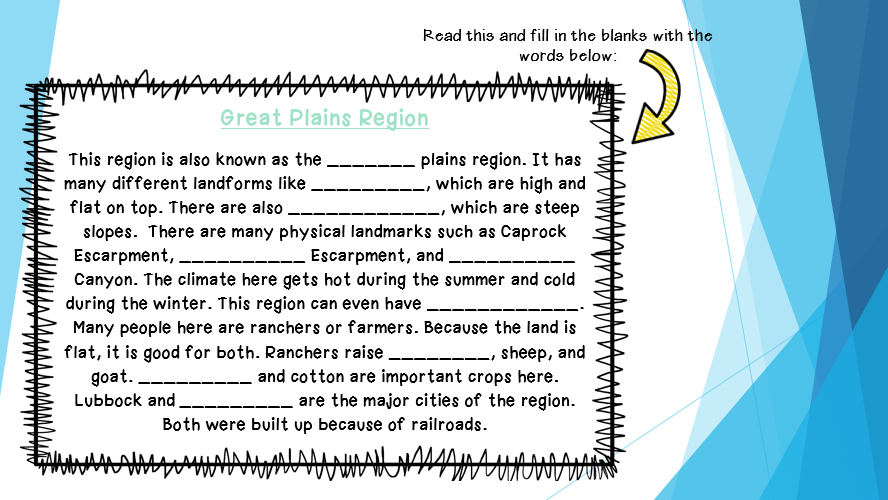 Read this and fill in the blanks with the
words below:
Great Plains Region
This region is also known as the _______ plains region. It has
many different landforms like _________, which are high and
flat on top. There are also ____________, which are steep
slopes. There are many physical landmarks such as Caprock
Escarpment, __________ Escarpment, and __________
Canyon. The climate here gets hot during the summer and cold
during the winter. This region can even have ____________.
Many people here are ranchers or farmers. Because the land is
flat, it is good for both. Ranchers raise ________, sheep, and
goat. _________ and cotton are important crops here.
Lubbock and _________ are the major cities of the region.
Both were built up because of railroads.